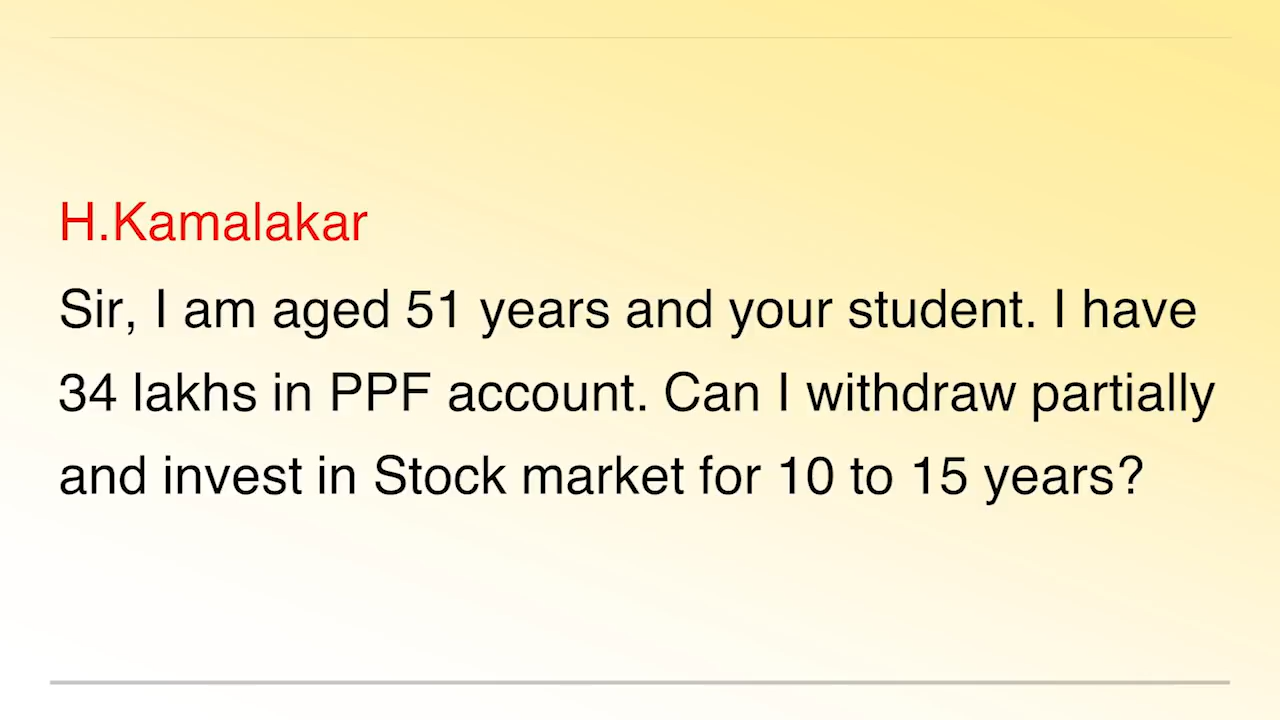 H.Kamalakar
Sir, I am aged 51 years and your student. I have
34 lakhs in PPF account. Can I withdraw partially
and invest in Stock market for 10 to 15 years?